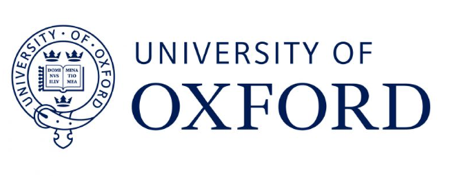 UNIVERSITY · OF · OXFORD
DOMI MINA
NVS TIO
ILLV MEA
UNIVERSITY OF
OXFORD